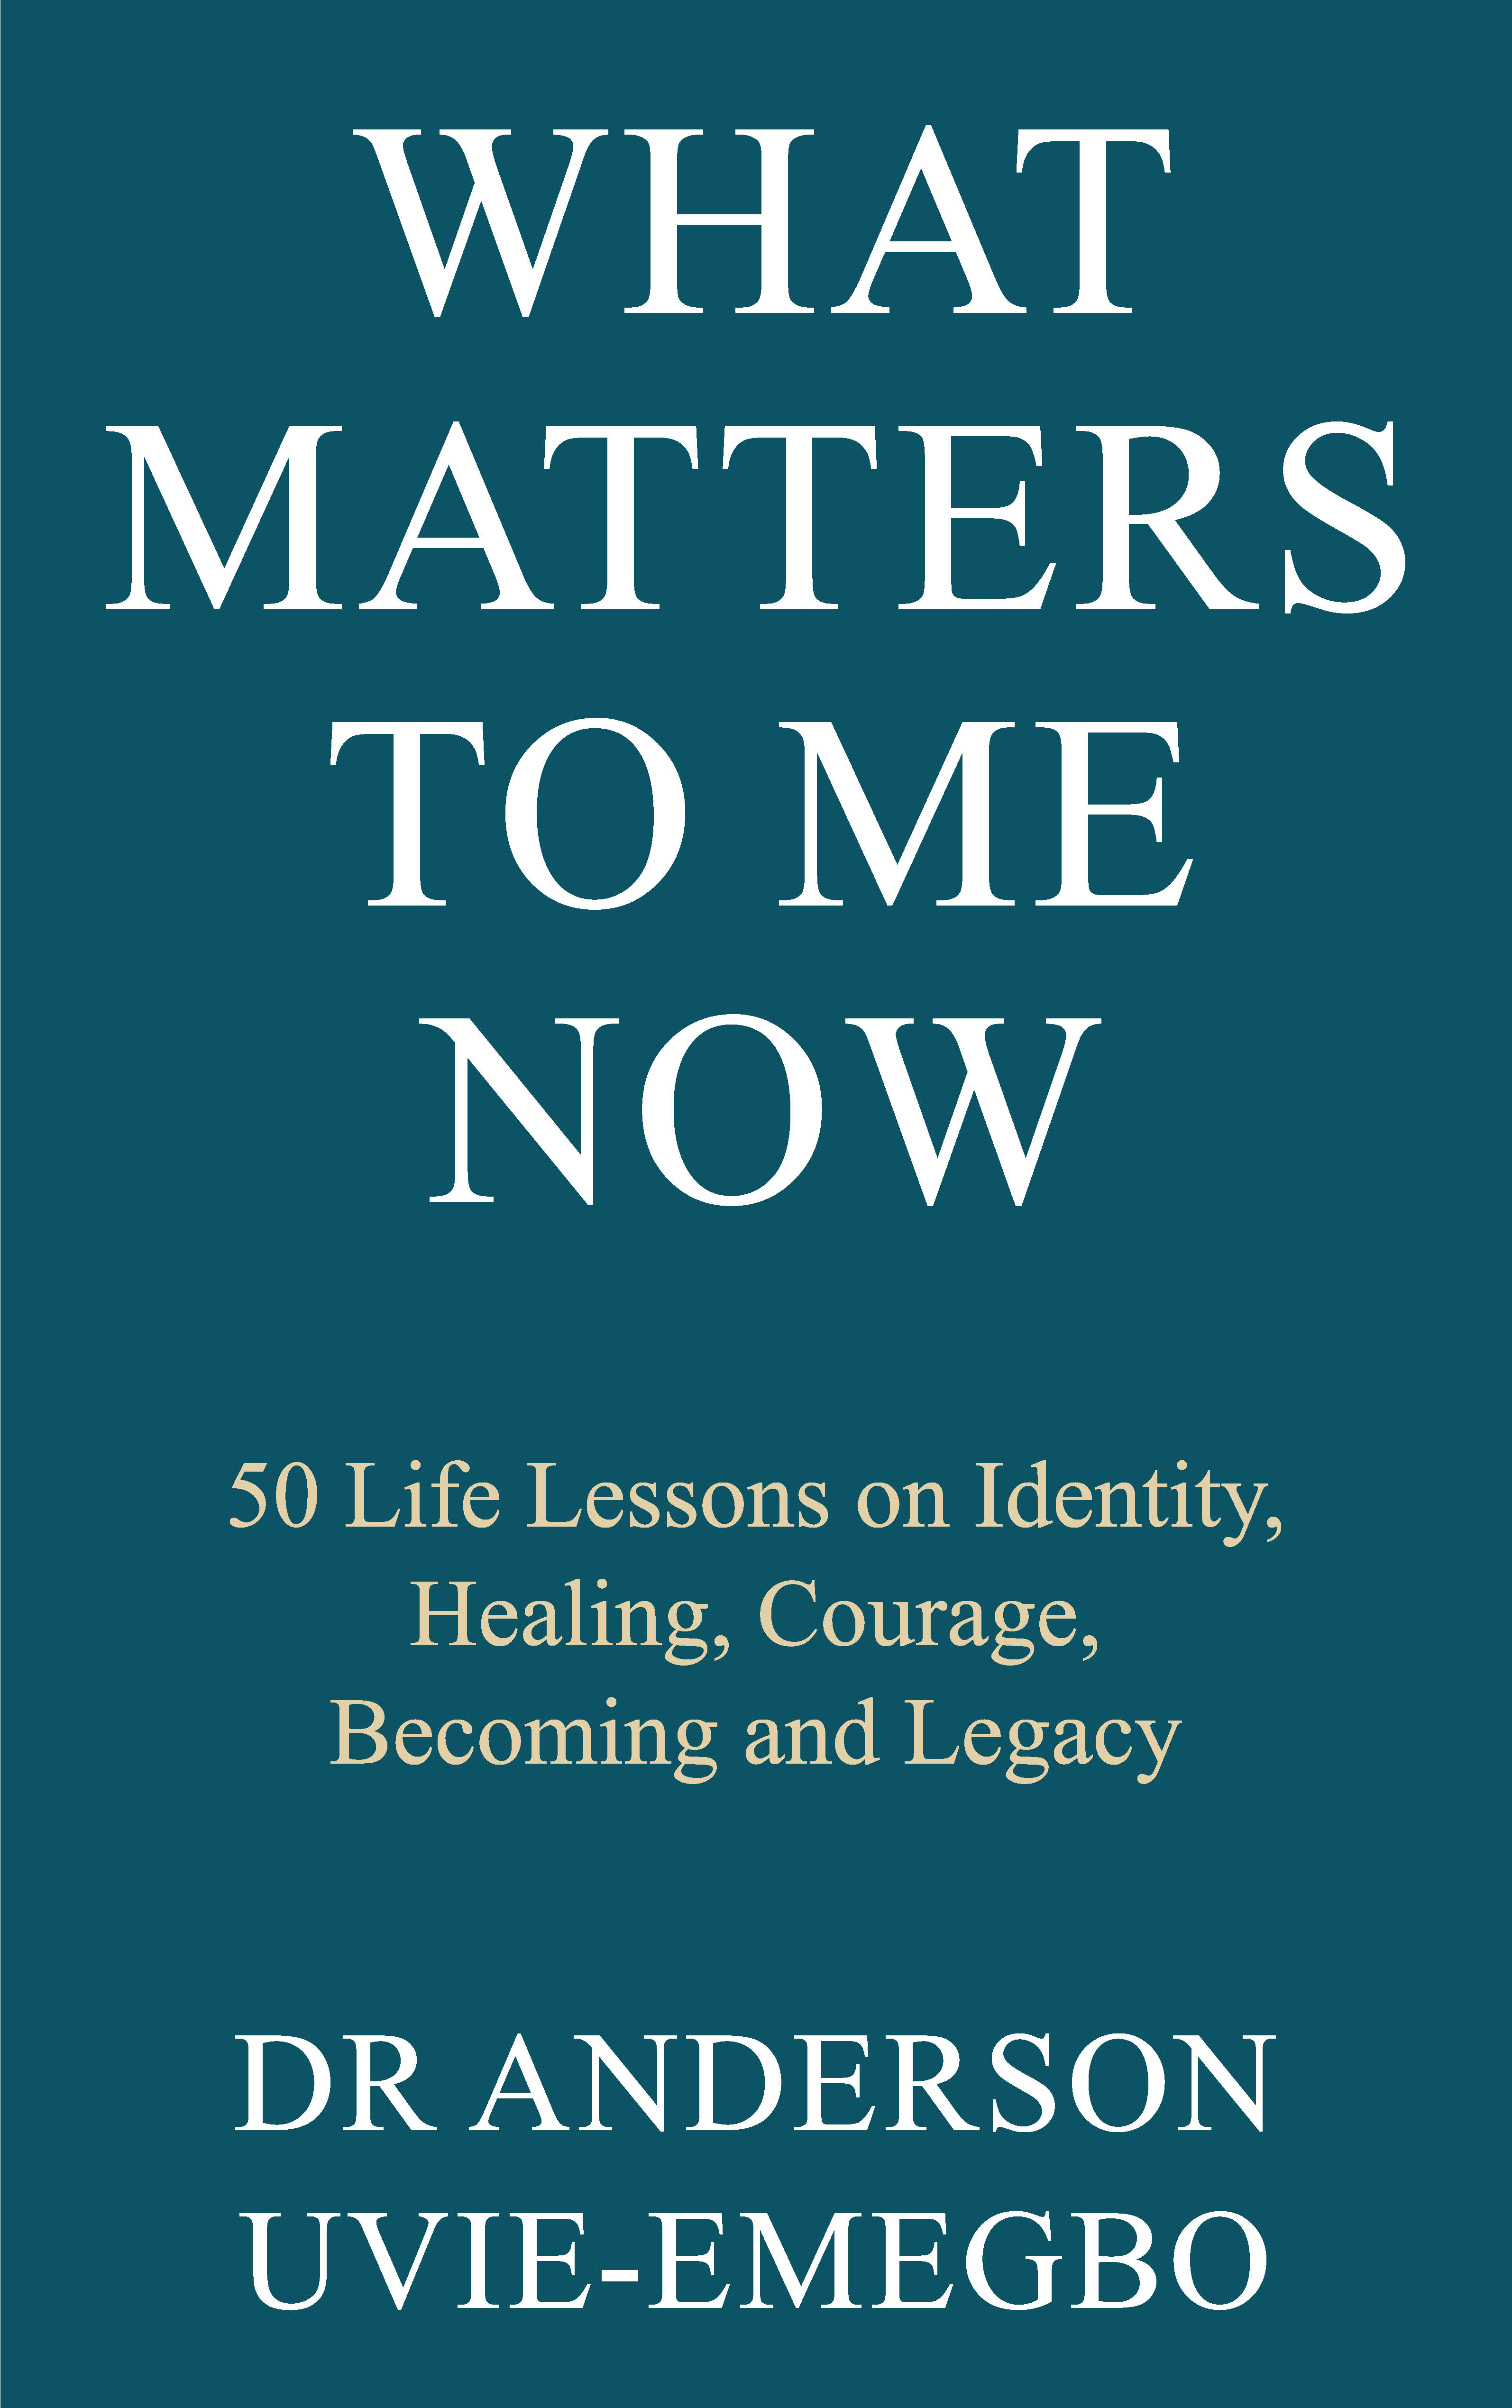 WHAT
MATTERS
TO ME
NOW
50 Life Lessons on Identity,
Healing, Courage,
Becoming and Legacy
DR ANDERSON
UVIE-EMEGBO